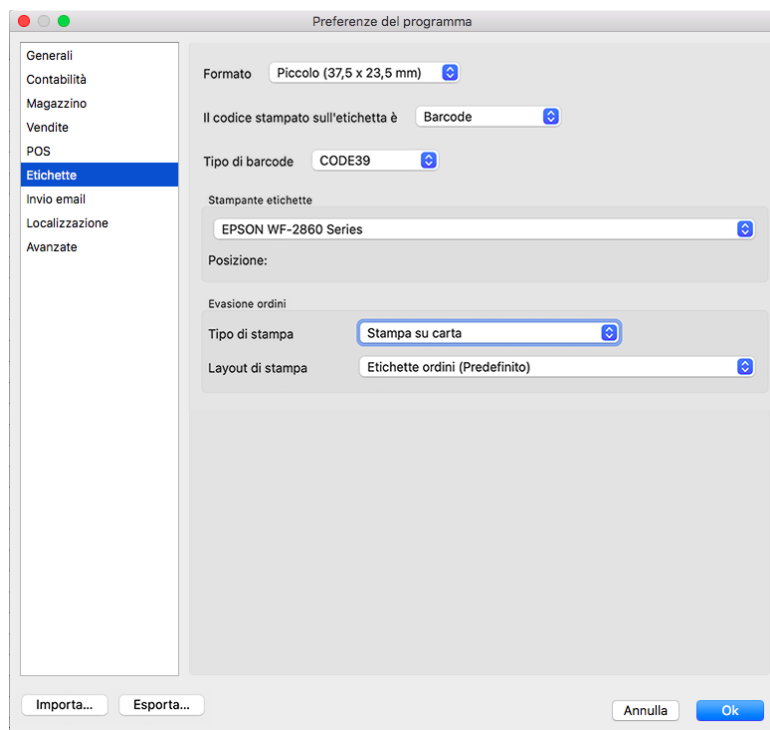 Preferenze del programma
Generali
Contabilità
Magazzino
Vendite
POS
Etichette
Invio email
Localizzazione
Avanzate
Formato Piccolo (37,5 x 23,5 mm)
Il codice stampato sull'etichetta è Barcode
Tipo di barcode CODE39
Stampante etichette
EPSON WF-2860 Series
Posizione:
Evasione ordini
Tipo di stampa Stampa su carta
Layout di stampa Etichette ordini (Predefinito)
Importa... Esporta... Annulla Ok